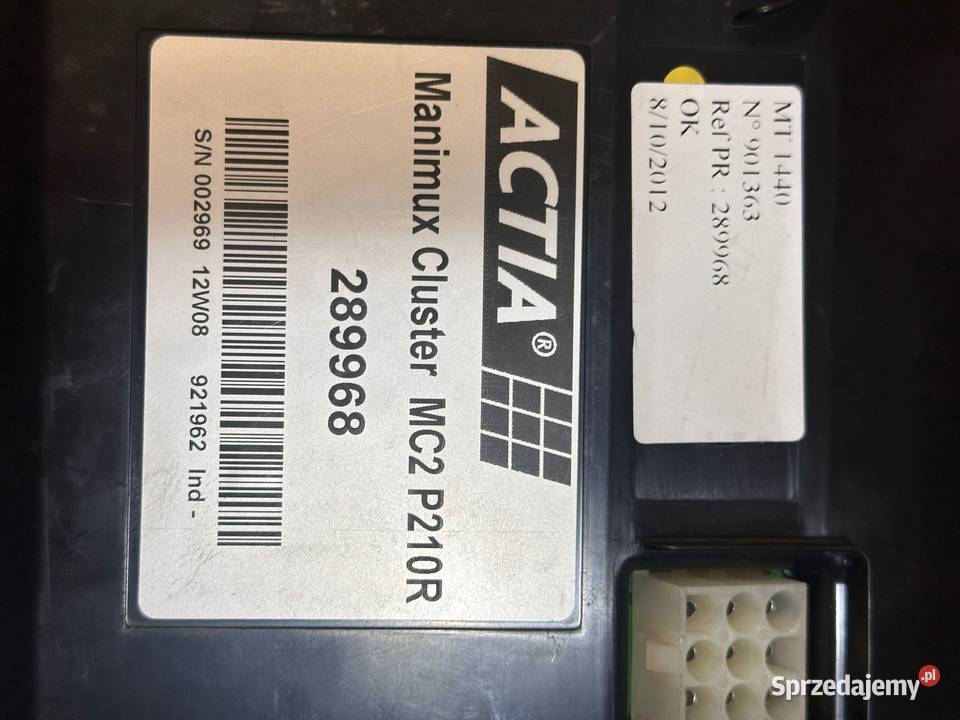 MT 1440
N° 901363
Ref PR : 289968
OK
8/10/2012
ACTIA®
Manimux Cluster MC2 P210R
289968
S/N 002969 12W08 921962 Ind -
Sprzedajemy.pl